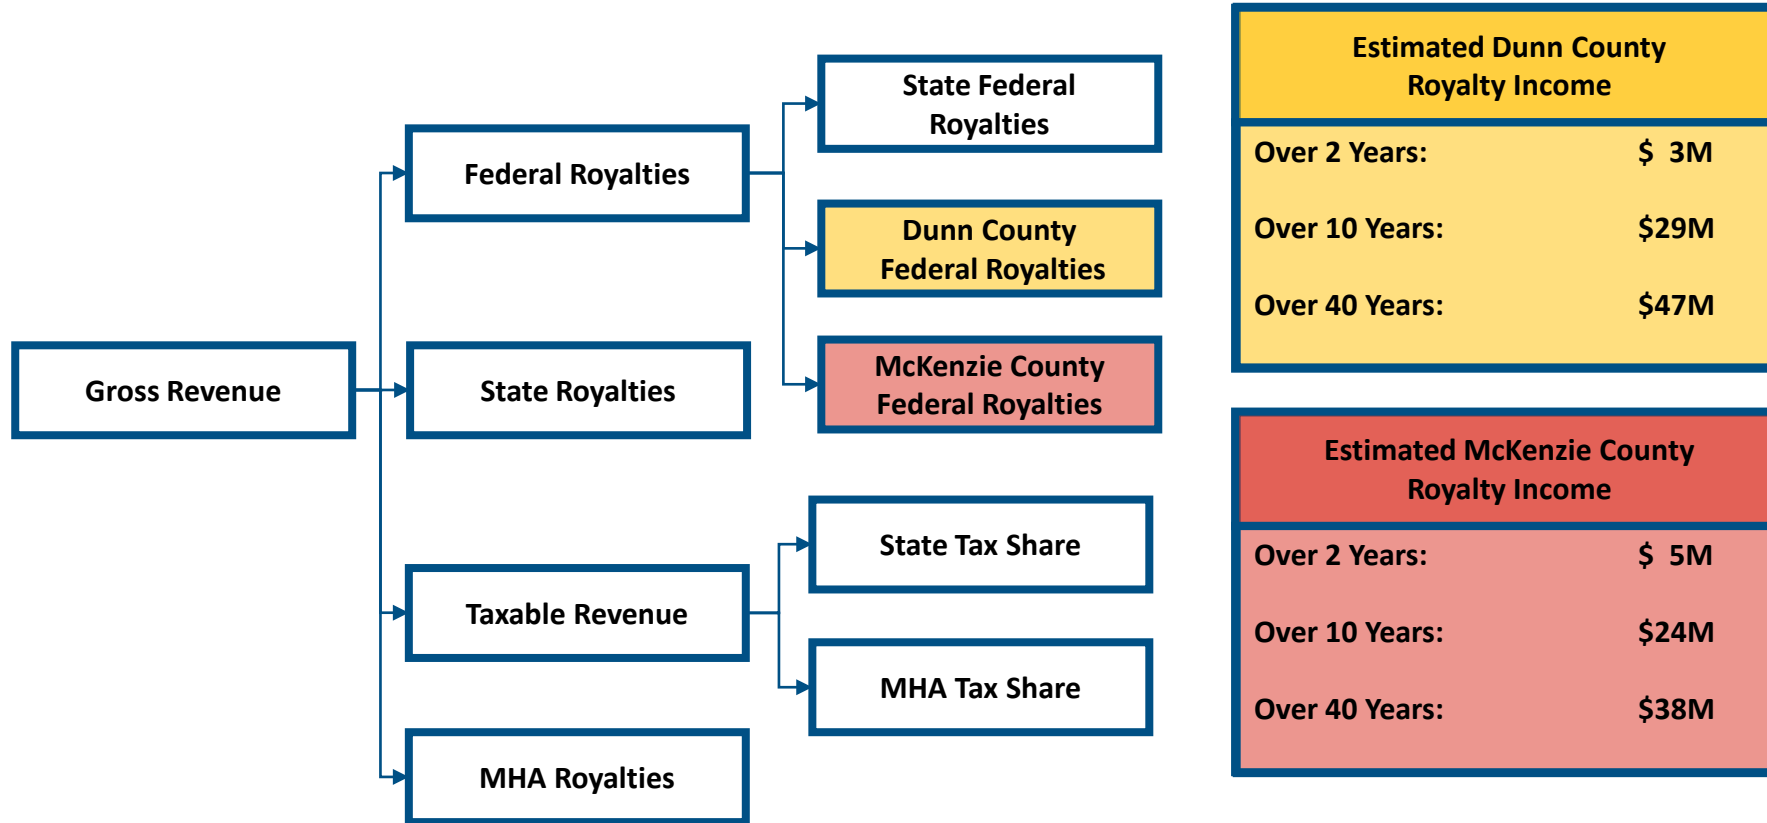 Gross Revenue
Federal Royalties
State Royalties
Taxable Revenue
MHA Royalties
State Federal
Royalties
Dunn County
Federal Royalties
McKenzie County
Federal Royalties
State Tax Share
MHA Tax Share
Estimated Dunn County
Royalty Income
Over 2 Years: $ 3M
Over 10 Years: $29M
Over 40 Years: $47M
Estimated McKenzie County
Royalty Income
Over 2 Years: $ 5M
Over 10 Years: $24M
Over 40 Years: $38M